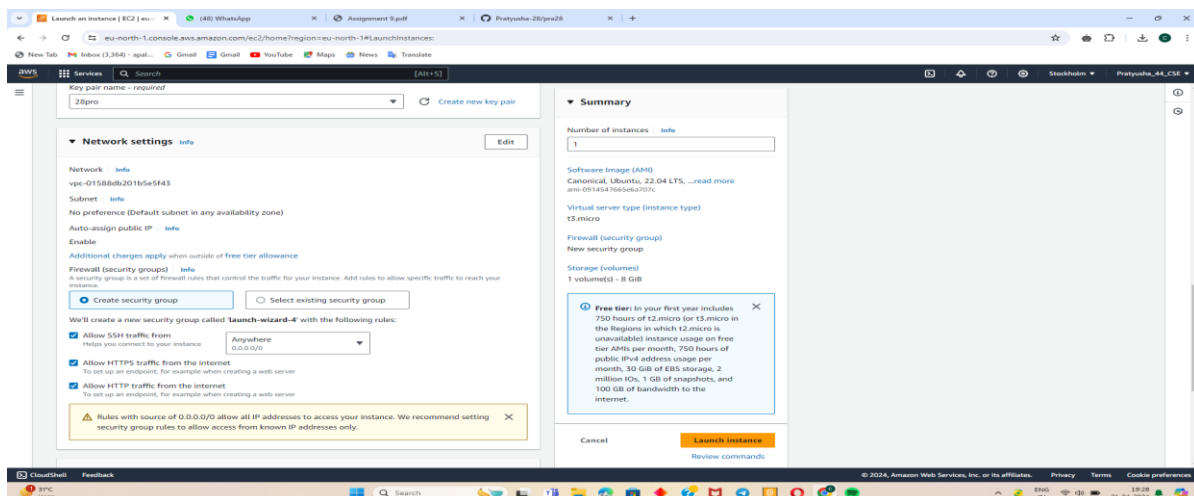 Launch an instance | EC2 | eu-
(48) WhatsApp
Assignment 9.pdf
Pratyusha-28/pra28
eu-north-1.console.aws.amazon.com/ec2/home?region=eu-north-1#LaunchInstances:
New Tab
Inbox (3,364) - apal...
Gmail
Gmail
YouTube
Maps
News
Translate
aws
Services
Search
[Alt+S]
Stockholm
Pratyusha_44_CSE
Key pair name - required
28pro
Create new key pair
Network settings Info
Edit
Network Info
vpc-01588db201b5e5f43
Subnet Info
No preference (Default subnet in any availability zone)
Auto-assign public IP Info
Enable
Additional charges apply when outside of free tier allowance
Firewall (security groups) Info
A security group is a set of firewall rules that control the traffic for your instance. Add rules to allow specific traffic to reach your
instance.
Create security group
Select existing security group
We'll create a new security group called 'launch-wizard-4' with the following rules:
Allow SSH traffic from
Helps you connect to your instance
Anywhere
0.0.0.0/0
Allow HTTPS traffic from the internet
To set up an endpoint, for example when creating a web server
Allow HTTP traffic from the internet
To set up an endpoint, for example when creating a web server
Rules with source of 0.0.0.0/0 allow all IP addresses to access your instance. We recommend setting
security group rules to allow access from known IP addresses only.
Summary
Number of instances Info
1
Software Image (AMI)
Canonical, Ubuntu, 22.04 LTS, ...read more
ami-0914547665e6a707c
Virtual server type (instance type)
t3.micro
Firewall (security group)
New security group
Storage (volumes)
1 volume(s) - 8 GiB
Free tier: In your first year includes
750 hours of t2.micro (or t3.micro in
the Regions in which t2.micro is
unavailable) instance usage on free
tier AMIs per month, 750 hours of
public IPv4 address usage per
month, 30 GiB of EBS storage, 2
million IOs, 1 GB of snapshots, and
100 GB of bandwidth to the
internet.
Cancel
Launch instance
Review commands
CloudShell
Feedback
© 2024, Amazon Web Services, Inc. or its affiliates.
Privacy
Terms
Cookie preferences
31°C
Search
ENG
19:28